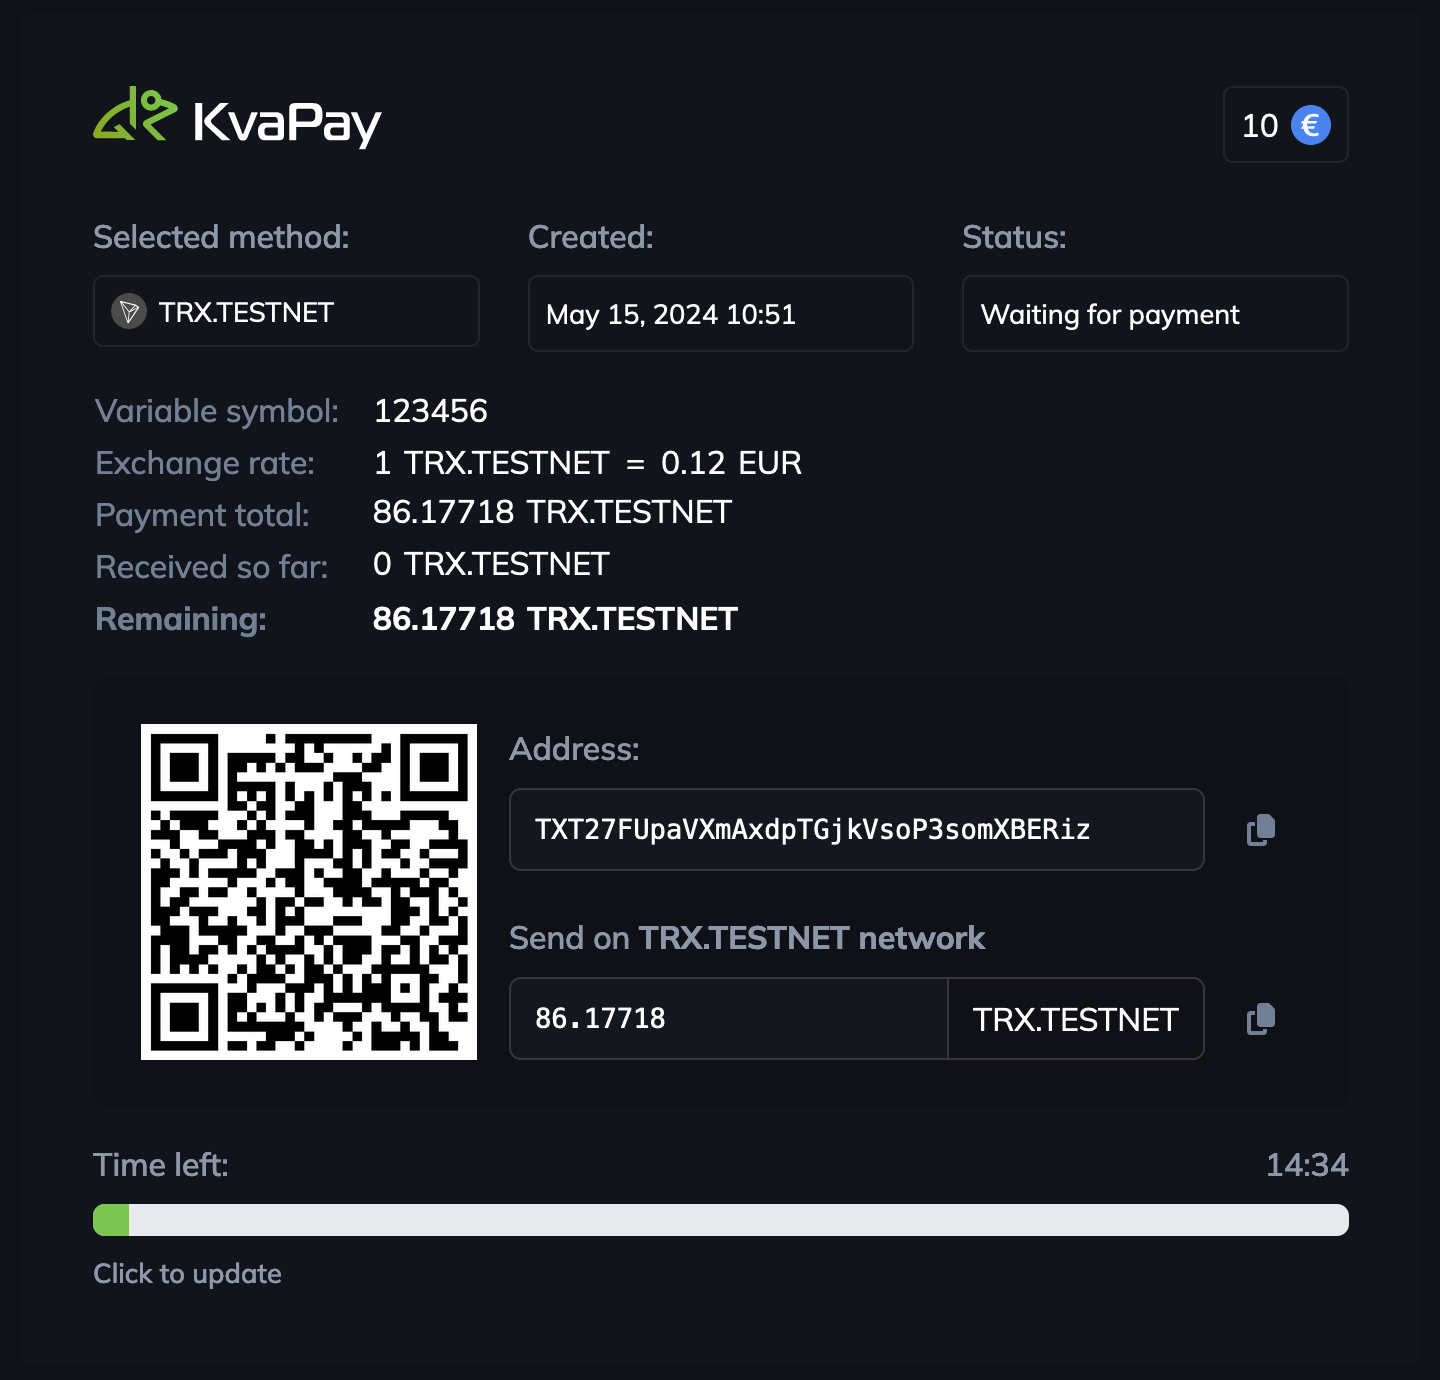 KvaPay
10 €
Selected method:
Created:
Status:
TRX.TESTNET
May 15, 2024 10:51
Waiting for payment
Variable symbol: 123456
Exchange rate: 1 TRX.TESTNET = 0.12 EUR
Payment total: 86.17718 TRX.TESTNET
Received so far: 0 TRX.TESTNET
Remaining: 86.17718 TRX.TESTNET
Address:
TXT27FUpaVXmAxdpTGjkVsoP3somXBERiz
Send on TRX.TESTNET network
86.17718 TRX.TESTNET
Time left: 14:34
Click to update